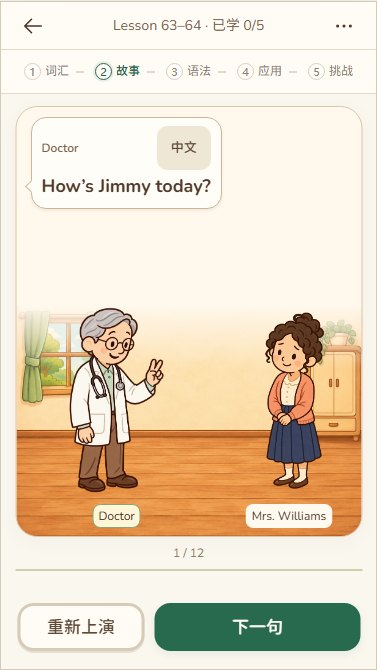 Lesson 63–64 · 已学 0/5
1 词汇 – 2 故事 – 3 语法 – 4 应用 – 5 挑战
Doctor 中文
How's Jimmy today?
Doctor Mrs. Williams
1 / 12
重新上演 下一句